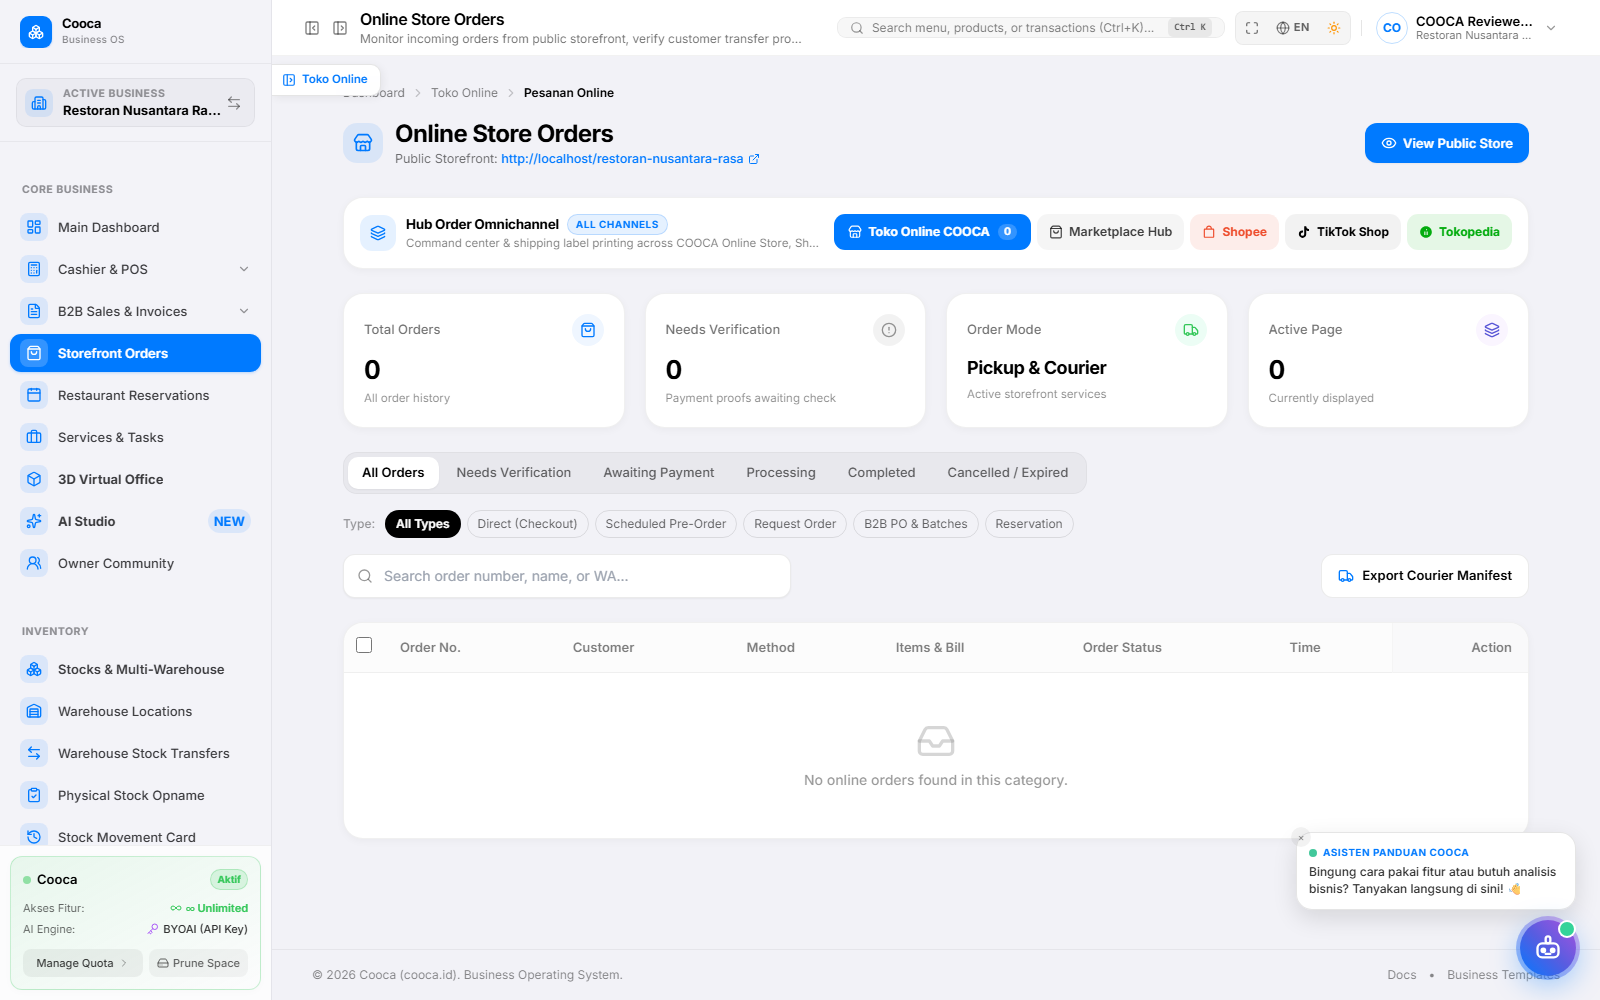 Cooca
Business OS
ACTIVE BUSINESS
Restoran Nusantara Ra...
CORE BUSINESS
Main Dashboard
Cashier & POS
B2B Sales & Invoices
Storefront Orders
Restaurant Reservations
Services & Tasks
3D Virtual Office
AI Studio NEW
Owner Community
INVENTORY
Stocks & Multi-Warehouse
Warehouse Locations
Warehouse Stock Transfers
Physical Stock Opname
Stock Movement Card
Cooca Aktif
Akses Fitur: ∞ Unlimited
AI Engine: BYOAI (API Key)
Manage Quota Prune Space
Online Store Orders
Monitor incoming orders from public storefront, verify customer transfer pro...
Search menu, products, or transactions (Ctrl+K)... Ctrl K
EN
CO
COOCA Reviewe...
Restoran Nusantara ...
Toko Online
Toko Online Pesanan Online
Online Store Orders
Public Storefront: http://localhost/restoran-nusantara-rasa
View Public Store
Hub Order Omnichannel ALL CHANNELS
Command center & shipping label printing across COOCA Online Store, Sh...
Toko Online COOCA 0
Marketplace Hub
Shopee
TikTok Shop
Tokopedia
Total Orders
0
All order history
Needs Verification
0
Payment proofs awaiting check
Order Mode
Pickup & Courier
Active storefront services
Active Page
0
Currently displayed
All Orders Needs Verification Awaiting Payment Processing Completed Cancelled / Expired
Type: All Types Direct (Checkout) Scheduled Pre-Order Request Order B2B PO & Batches Reservation
Search order number, name, or WA...
Export Courier Manifest
Order No. Customer Method Items & Bill Order Status Time Action
No online orders found in this category.
×
ASISTEN PANDUAN COOCA
Bingung cara pakai fitur atau butuh analisis
bisnis? Tanyakan langsung di sini! 👋
© 2026 Cooca (cooca.id). Business Operating System.
Docs • Business Templates